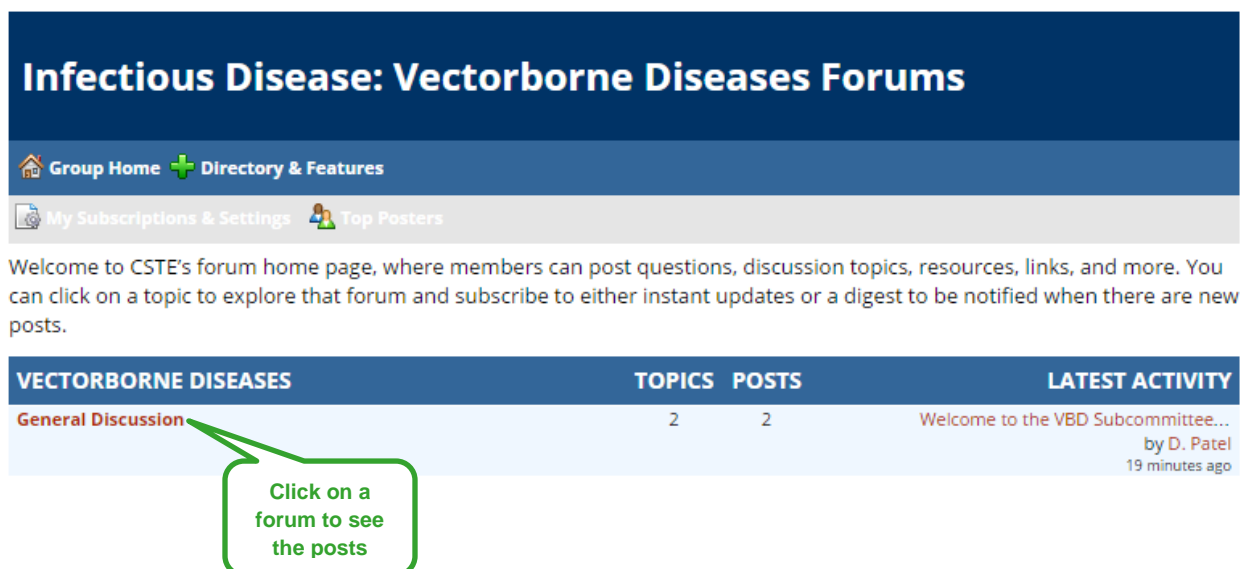 Infectious Disease: Vectorborne Diseases Forums
Group Home Directory & Features
My Subscriptions & Settings Top Posters
Welcome to CSTE's forum home page, where members can post questions, discussion topics, resources, links, and more. You
can click on a topic to explore that forum and subscribe to either instant updates or a digest to be notified when there are new
posts.
VECTORBORNE DISEASES TOPICS POSTS LATEST ACTIVITY
General Discussion 2 2 Welcome to the VBD Subcommittee...
by D. Patel
19 minutes ago
Click on a
forum to see
the posts